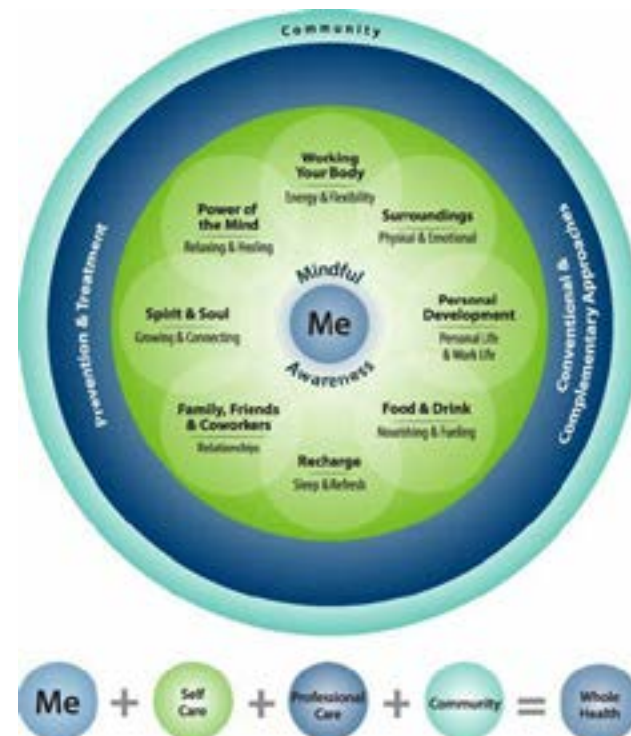 Community
Working
Your Body
Energy & Flexibility
Surroundings
Physical & Emotional
Power of
the Mind
Relaxing & Healing
Mindful
Me
Awareness
Personal
Development
Personal Life
& Work Life
Spirit & Soul
Growing & Connecting
Family, Friends
& Coworkers
Relationships
Food & Drink
Nourishing & Fueling
Recharge
Sleep & Refresh
Prevention & Treatment
Conventional &
Complementary Approaches
Me + Self Care + Professional Care + Community = Whole Health